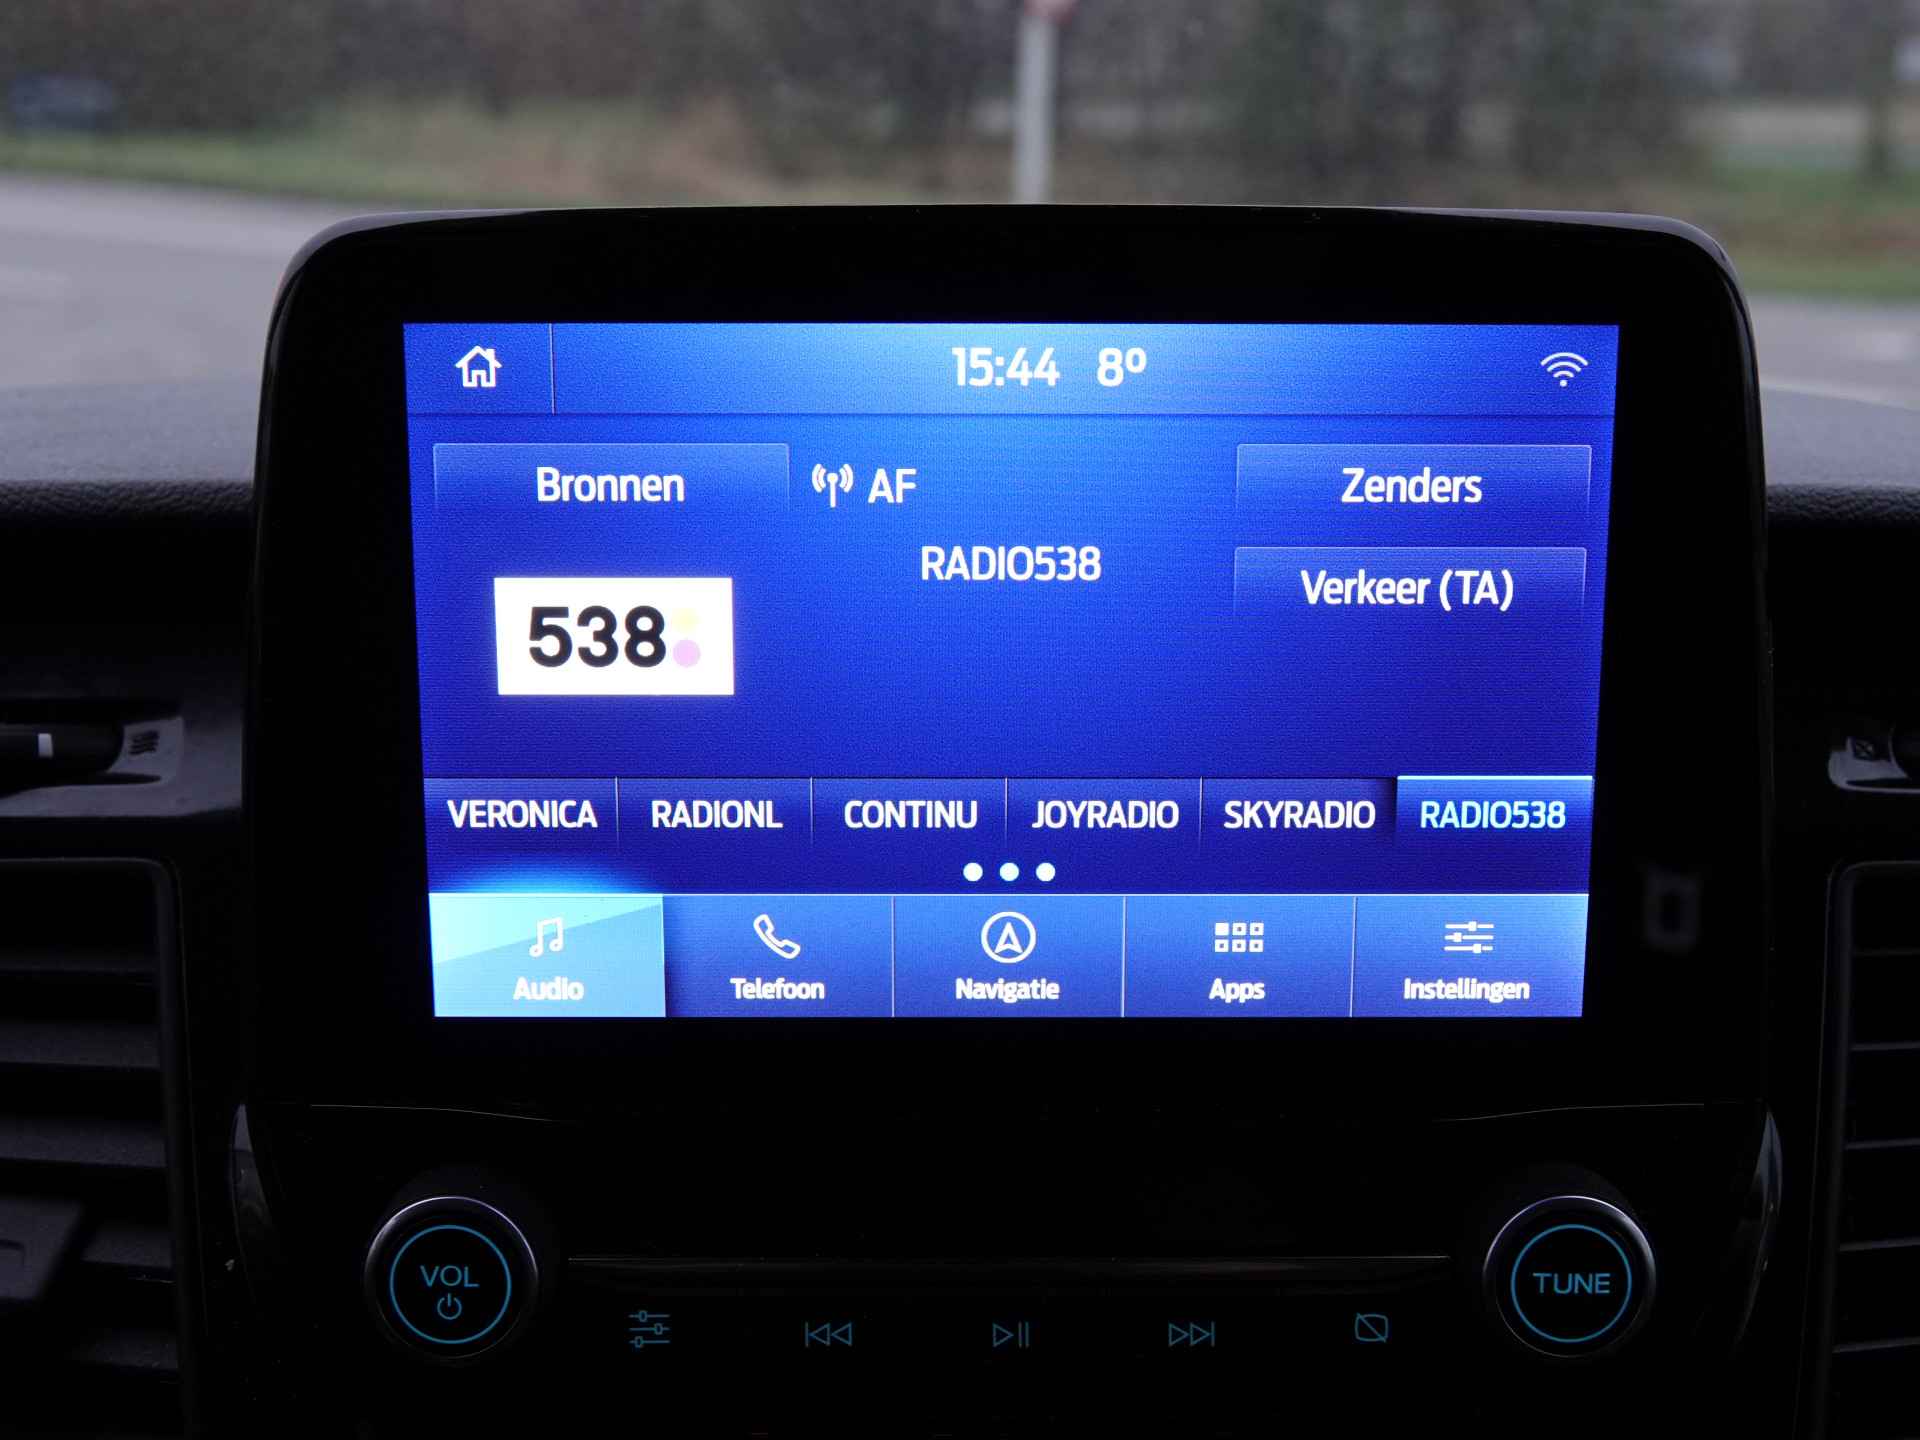 15:44 8°
Bronnen AF Zenders
RADIO538
Verkeer (TA)
538
VERONICA RADIONL CONTINU JOYRADIO SKYRADIO RADIO538
Audio Telefoon Navigatie Apps Instellingen
VOL TUNE